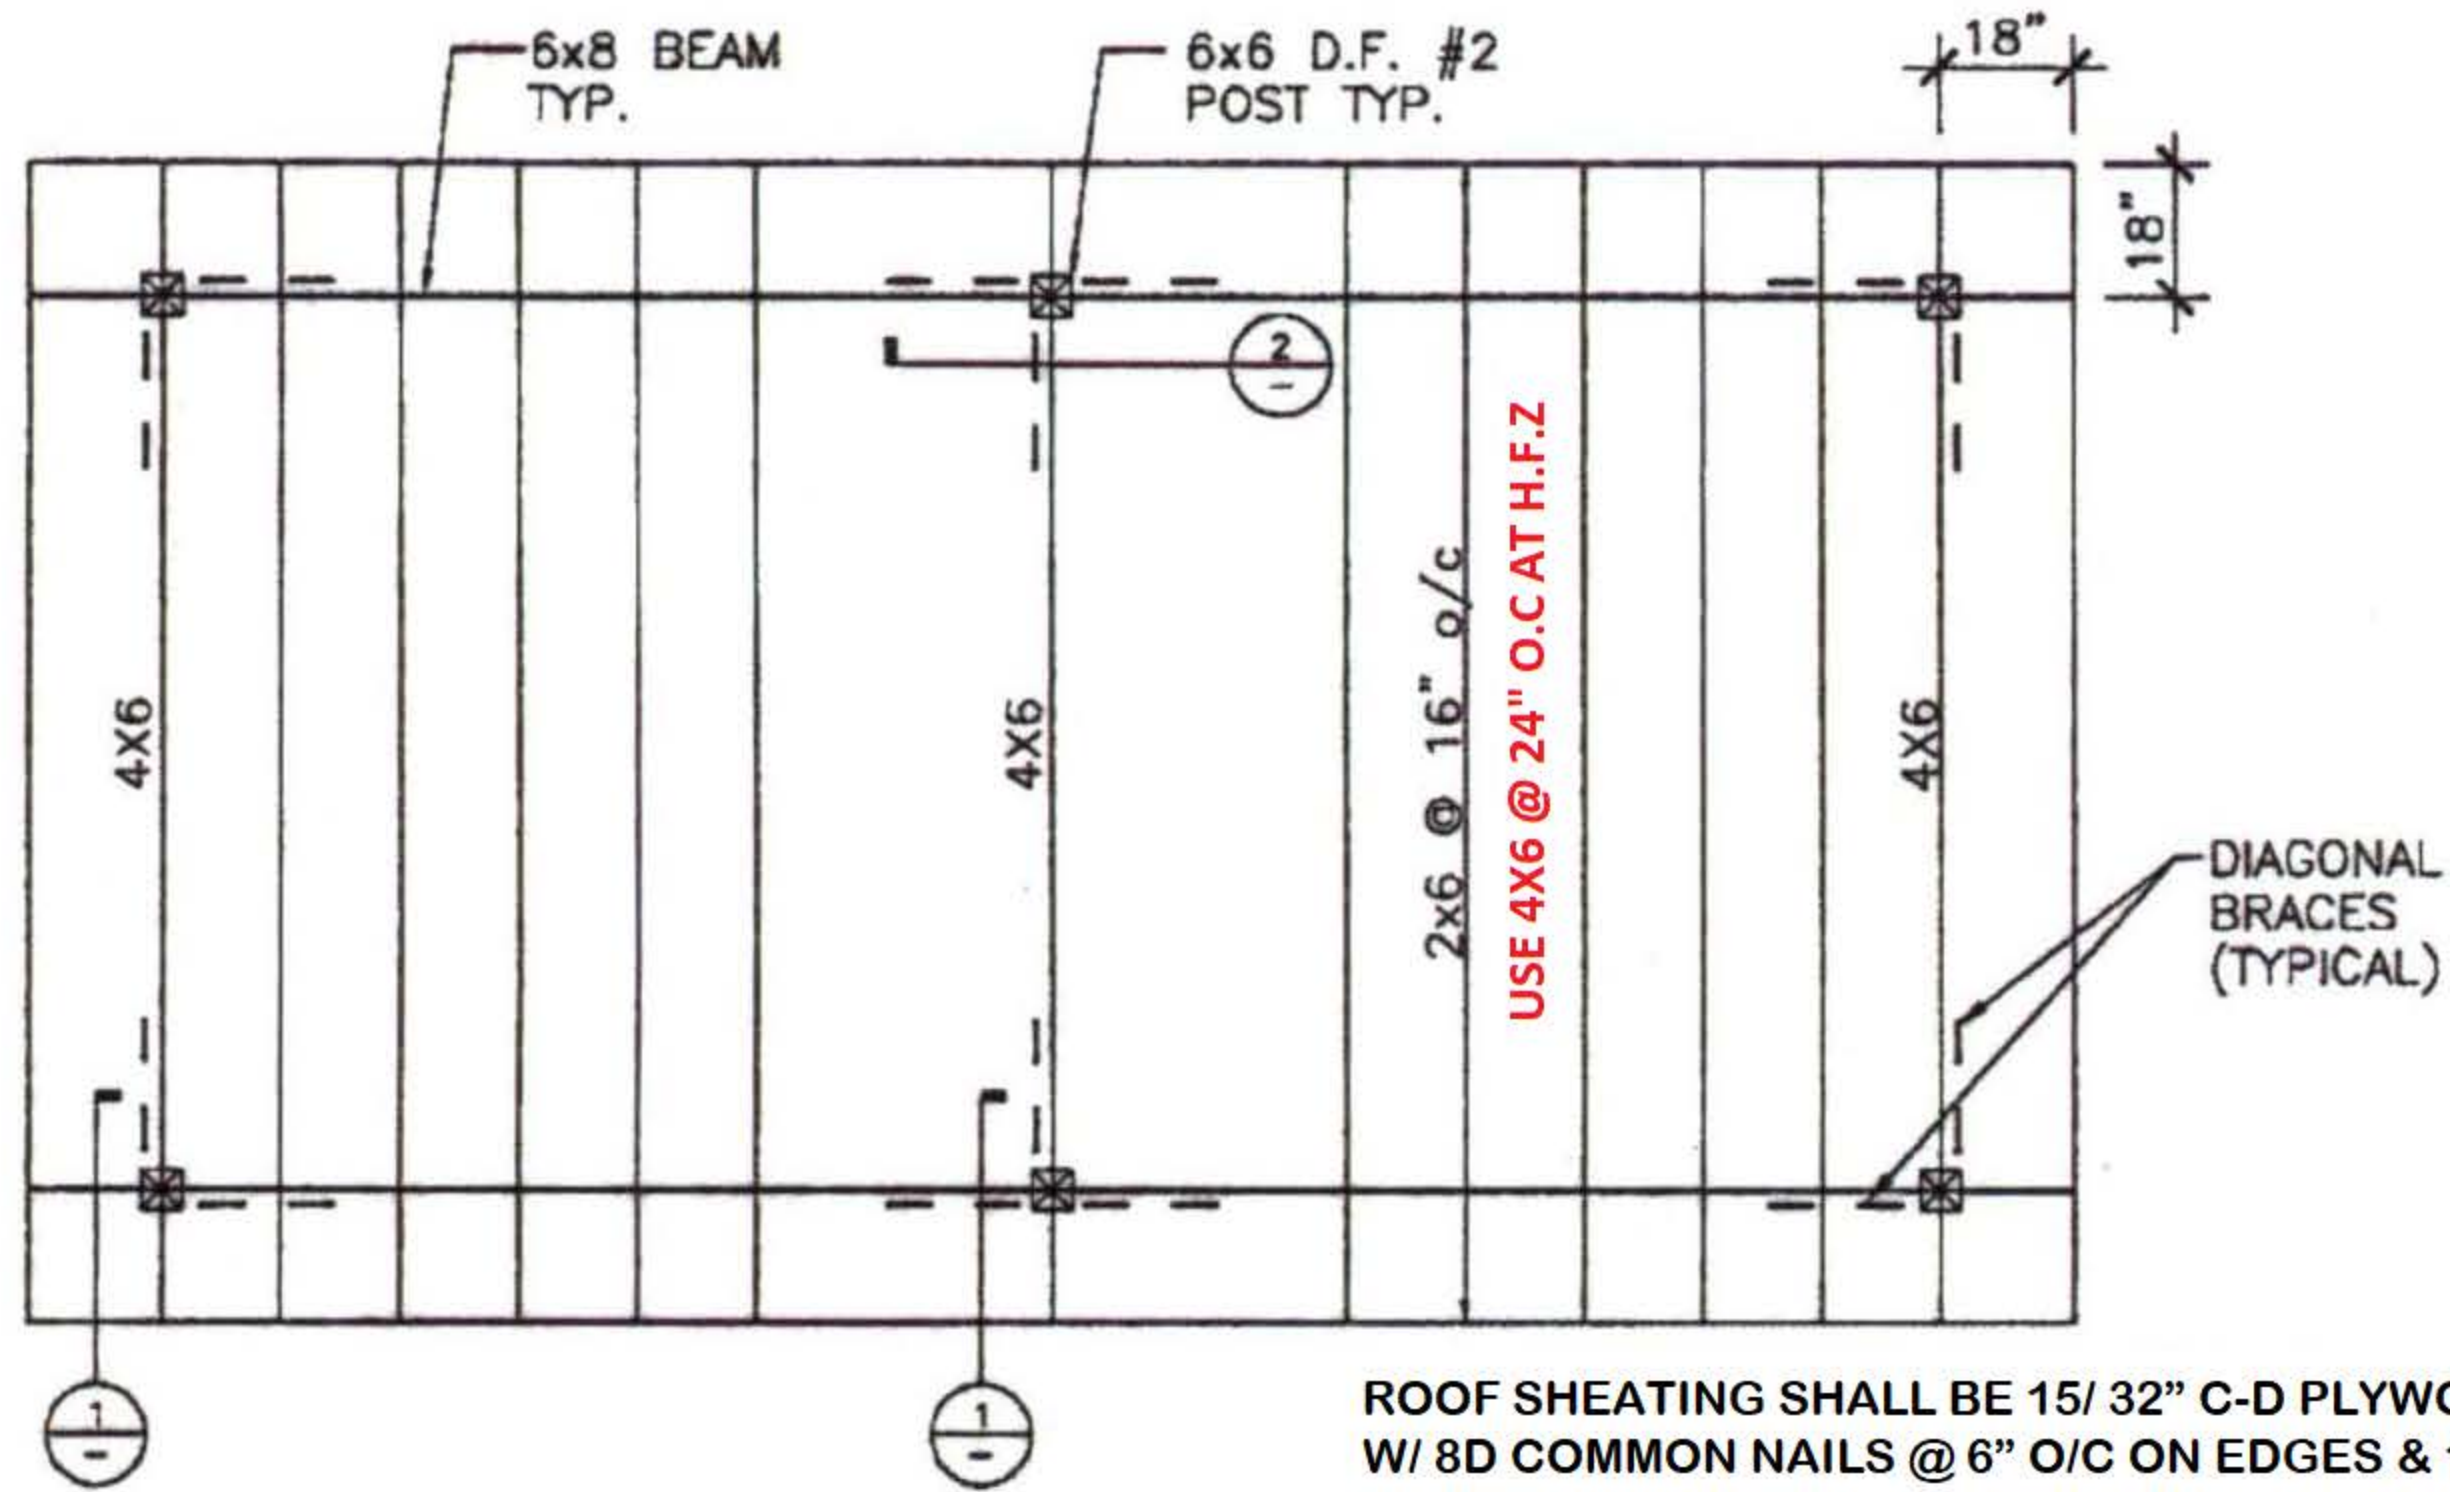 6x8 BEAM
TYP.
6x6 D.F. #2
POST TYP.
18"
18"
2
-
4X6
4X6
2x6 @ 16" o/c
USE 4X6 @ 24" O.C AT H.F.Z
4X6
DIAGONAL
BRACES
(TYPICAL)
1
-
1
-
ROOF SHEATING SHALL BE 15/ 32” C-D
W/ 8D COMMON NAILS @ 6” O/C ON EDGES &